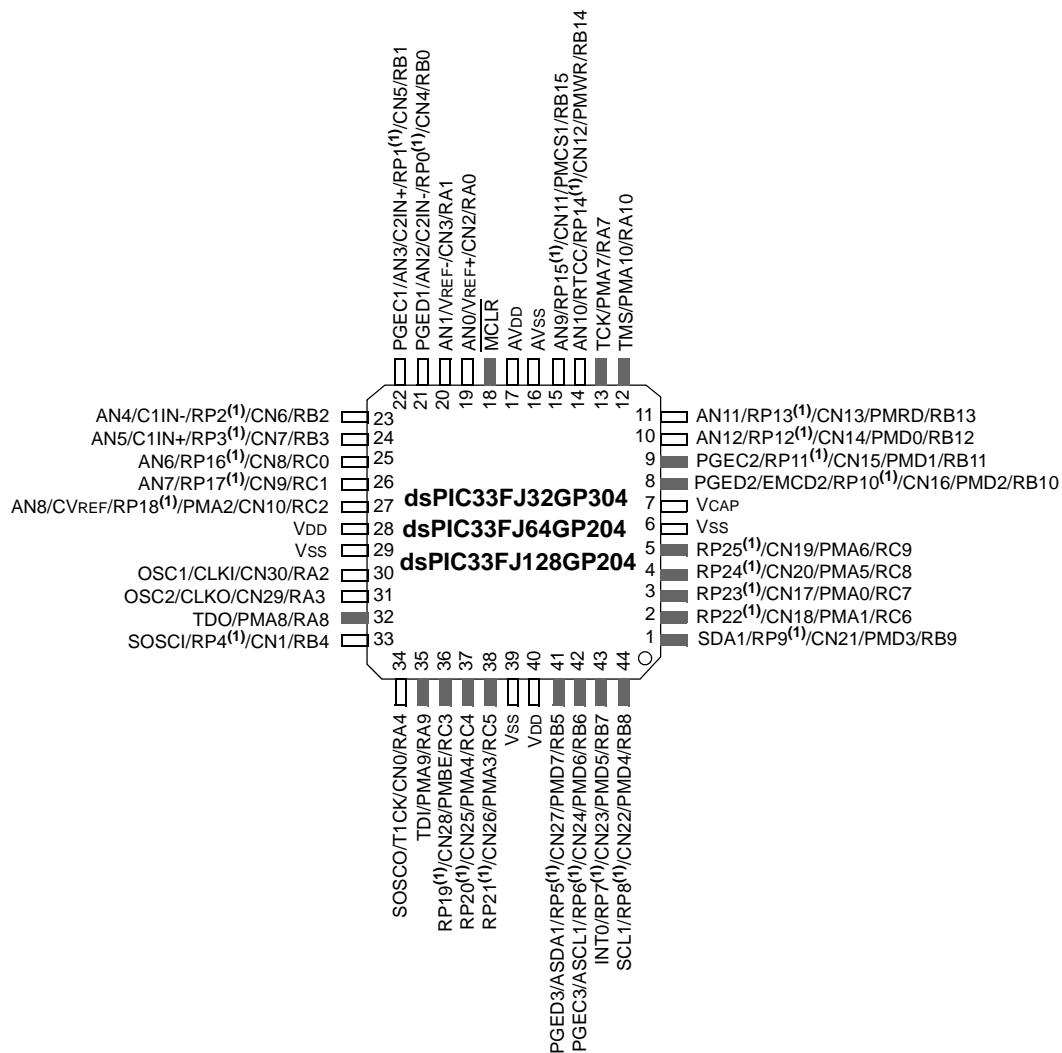 PGEC1/AN3/C2IN+/RP1(1)/CN5/RB1
PGED1/AN2/C2IN-/RP0(1)/CN4/RB0
AN1/VREF-/CN3/RA1
AN0/VREF+/CN2/RA0
MCLR
AVDD
AVSS
AN9/RP15(1)/CN11/PMCS1/RB15
AN10/RTCC/RP14(1)/CN12/PMWR/RB14
TCK/PMA7/RA7
TMS/PMA10/RA10
22 21 20 19 18 17 16 15 14 13 12
AN4/C1IN-/RP2(1)/CN6/RB2 23
AN5/C1IN+/RP3(1)/CN7/RB3 24
AN6/RP16(1)/CN8/RC0 25
AN7/RP17(1)/CN9/RC1 26
AN8/CVREF/RP18(1)/PMA2/CN10/RC2 27
VDD 28
VSS 29
OSC1/CLKI/CN30/RA2 30
OSC2/CLKO/CN29/RA3 31
TDO/PMA8/RA8 32
SOSCI/RP4(1)/CN1/RB4 33
dsPIC33FJ32GP304
dsPIC33FJ64GP204
dsPIC33FJ128GP204
11 AN11/RP13(1)/CN13/PMRD/RB13
10 AN12/RP12(1)/CN14/PMD0/RB12
9 PGEC2/RP11(1)/CN15/PMD1/RB11
8 PGED2/EMCD2/RP10(1)/CN16/PMD2/RB10
7 VCAP
6 VSS
5 RP25(1)/CN19/PMA6/RC9
4 RP24(1)/CN20/PMA5/RC8
3 RP23(1)/CN17/PMA0/RC7
2 RP22(1)/CN18/PMA1/RC6
1 SDA1/RP9(1)/CN21/PMD3/RB9
34 35 36 37 38 39 40 41 42 43 44
SOSCO/T1CK/CN0/RA4
TDI/PMA9/RA9
RP19(1)/CN28/PMBE/RC3
RP20(1)/CN25/PMA4/RC4
RP21(1)/CN26/PMA3/RC5
VSS
VDD
PGED3/ASDA1/RP5(1)/CN27/PMD7/RB5
PGEC3/ASCL1/RP6(1)/CN24/PMD6/RB6
INT0/RP7(1)/CN23/PMD5/RB7
SCL1/RP8(1)/CN22/PMD4/RB8